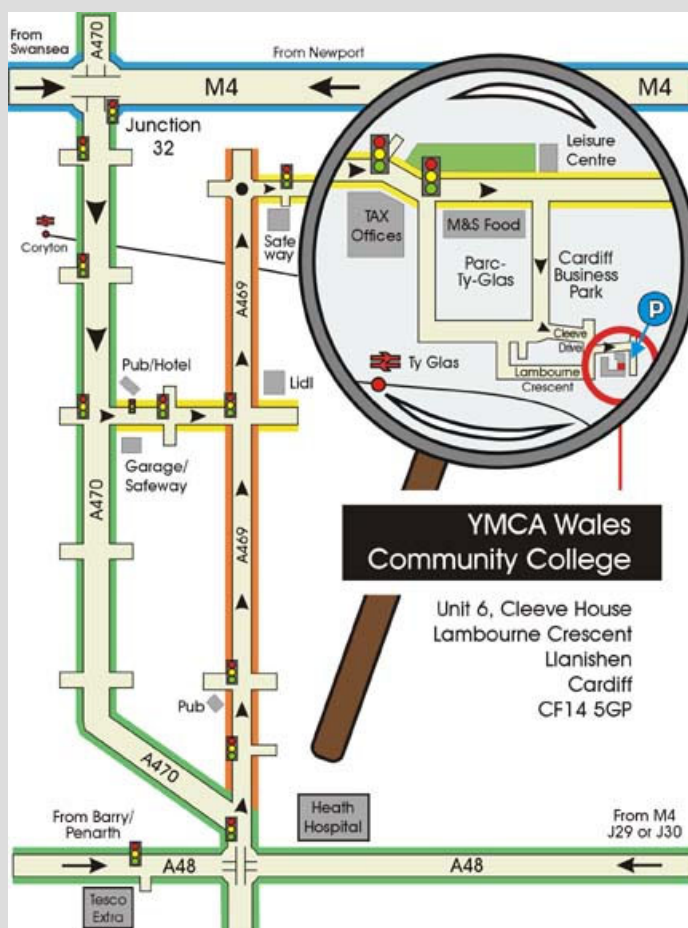 From
Swansea
A470
From Newport
M4
M4
Junction
32
Leisure
Centre
TAX
Offices
M&S Food
Safe
way
Coryton
Parc-
Ty-Glas
Cardiff
Business
Park
P
A469
Cleeve
Drive
Pub/Hotel
Lidl
Ty Glas
Lambourne
Crescent
Garage/
Safeway
A470
A469
YMCA Wales
Community College
Unit 6, Cleeve House
Lambourne Crescent
Llanishen
Cardiff
CF14 5GP
Pub
A470
From Barry/
Penarth
Heath
Hospital
From M4
J29 or J30
A48
A48
Tesco
Extra